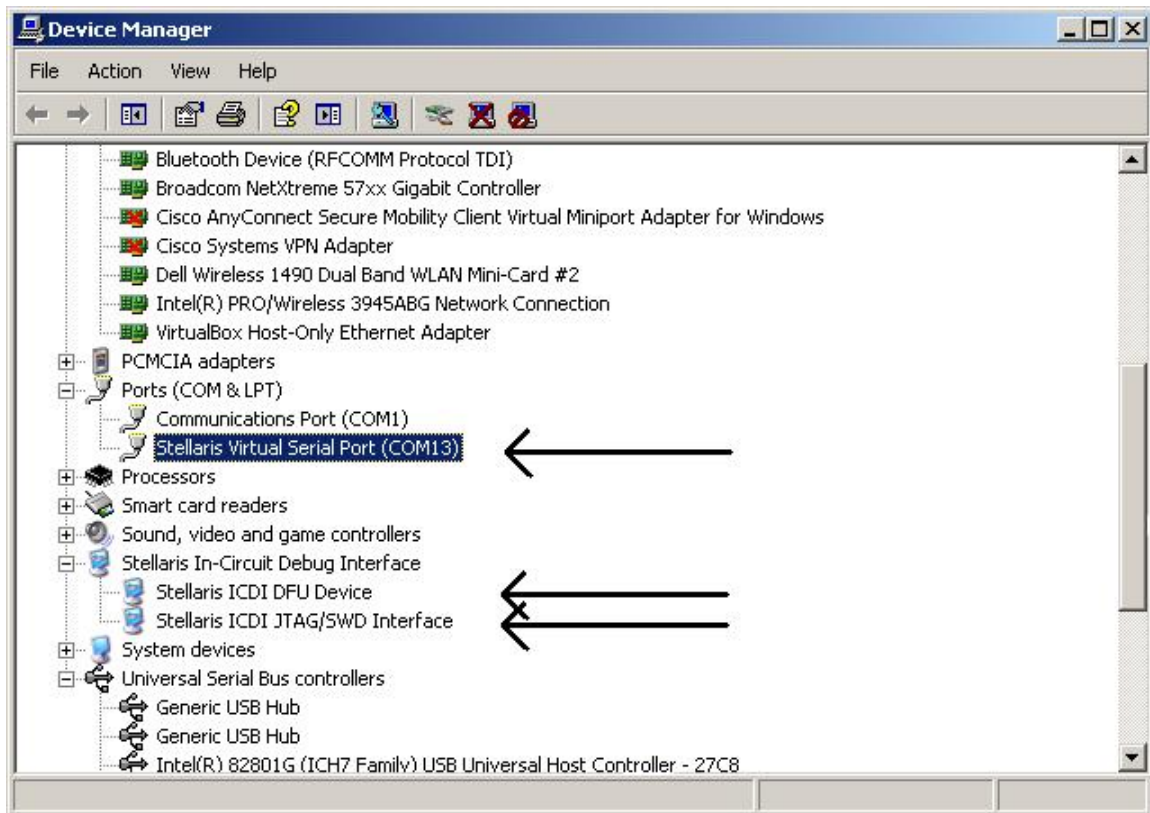 Device Manager
File Action View Help
Bluetooth Device (RFCOMM Protocol TDI)
Broadcom NetXtreme 57xx Gigabit Controller
Cisco AnyConnect Secure Mobility Client Virtual Miniport Adapter for Windows
Cisco Systems VPN Adapter
Dell Wireless 1490 Dual Band WLAN Mini-Card #2
Intel(R) PRO/Wireless 3945ABG Network Connection
VirtualBox Host-Only Ethernet Adapter
PCMCIA adapters
Ports (COM & LPT)
Communications Port (COM1)
Stellaris Virtual Serial Port (COM13)
Processors
Smart card readers
Sound, video and game controllers
Stellaris In-Circuit Debug Interface
Stellaris ICDI DFU Device
Stellaris ICDI JTAG/SWD Interface
System devices
Universal Serial Bus controllers
Generic USB Hub
Generic USB Hub
Intel(R) 82801G (ICH7 Family) USB Universal Host Controller - 27C8